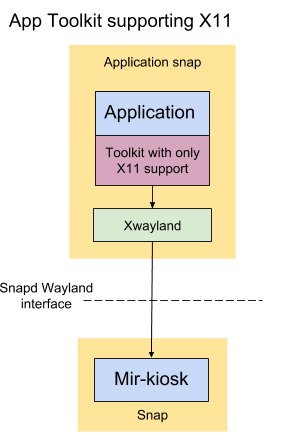 App Toolkit supporting X11
Application snap
Application
Toolkit with only
X11 support
Xwayland
Snapd Wayland
interface
Mir-kiosk
Snap